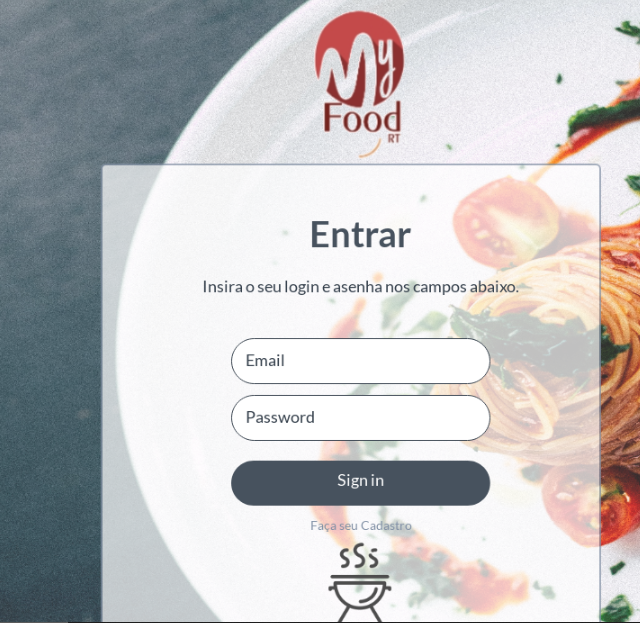 My
Food
RT
Entrar
Insira o seu login e asenha nos campos abaixo.
Email
Password
Sign in
Faça seu Cadastro